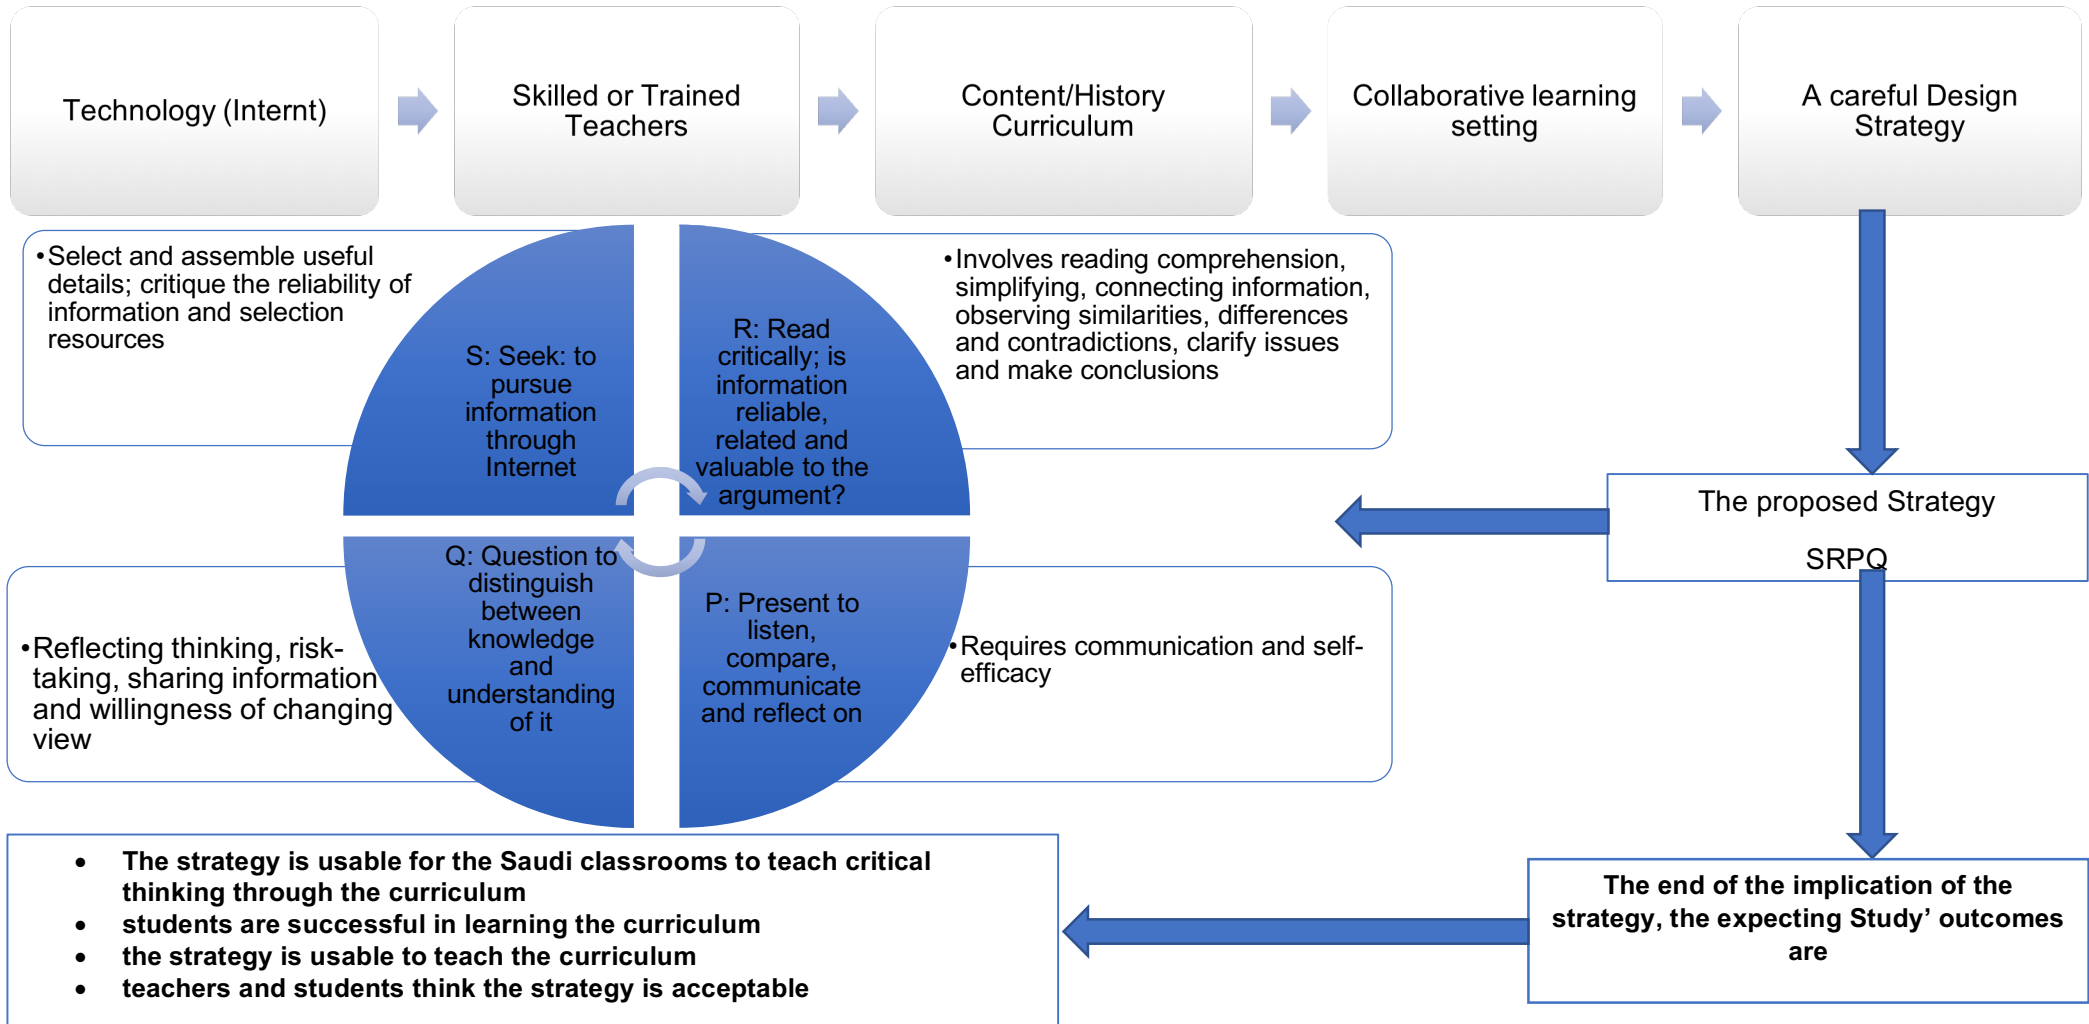 Technology (Internt)
Skilled or Trained
Teachers
Content/History
Curriculum
Collaborative learning
setting
A careful Design
Strategy
•Select and assemble useful
details; critique the reliability of
information and selection
resources
S: Seek: to
pursue
information
through
Internet
R: Read
critically; is
information
reliable,
related and
valuable to the
argument?
•Involves reading comprehension,
simplifying, connecting information,
observing similarities, differences
and contradictions, clarify issues
and make conclusions
The proposed Strategy
SRPQ
•Reflecting thinking, risk-
taking, sharing information
and willingness of changing
view
Q: Question to
distinguish
between
knowledge
and
understanding
of it
P: Present to
listen,
compare,
communicate
and reflect on
•Requires communication and self-
efficacy
• The strategy is usable for the Saudi classrooms to teach critical
thinking through the curriculum
• students are successful in learning the curriculum
• the strategy is usable to teach the curriculum
• teachers and students think the strategy is acceptable
The end of the implication of the
strategy, the expecting Study’ outcomes
are